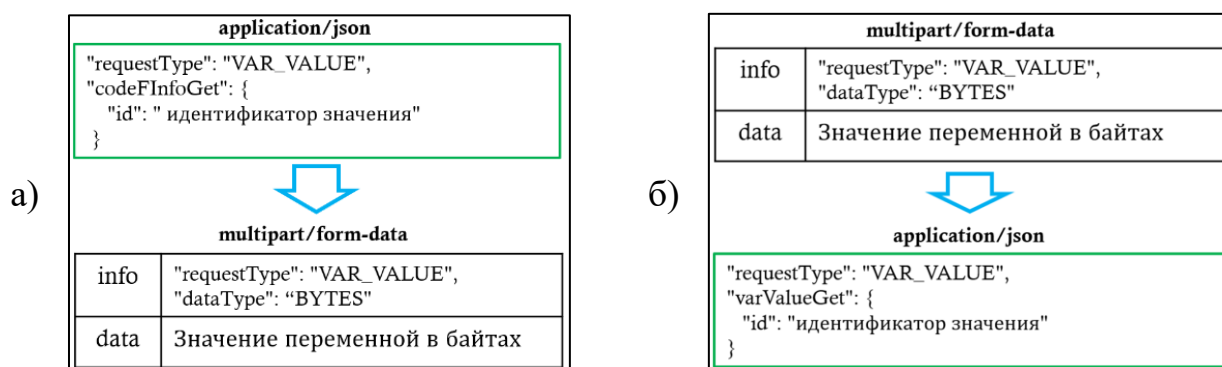 а)
application/json
"requestType": "VAR_VALUE",
"codeFInfoGet": {
"id": " идентификатор значения"
}
multipart/form-data
info
"requestType": "VAR_VALUE",
"dataType": “BYTES"
data
Значение переменной в байтах
б)
multipart/form-data
info
"requestType": "VAR_VALUE",
"dataType": “BYTES"
data
Значение переменной в байтах
application/json
"requestType": "VAR_VALUE",
"varValueGet": {
"id": "идентификатор значения"
}